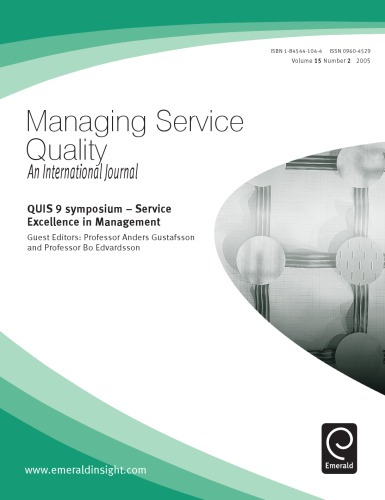 ISBN 1-84544-104-4 ISSN 0960-4529
Volume 15 Number 2 2005
Managing Service
Quality
An International Journal
QUIS 9 symposium – Service
Excellence in Management
Guest Editors: Professor Anders Gustafsson
and Professor Bo Edvardsson
Emerald
www.emeraldinsight.com